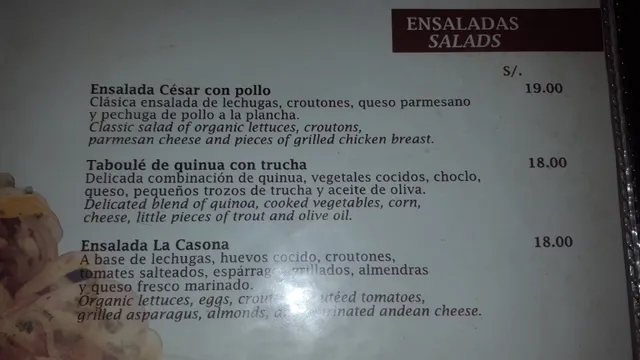 ENSALADAS
SALADS
S/.
Ensalada César con pollo 19.00
Clásica ensalada de lechugas, croutones, queso parmesano
y pechuga de pollo a la plancha.
Classic salad of organic lettuces, croutons,
parmesan cheese and pieces of grilled chicken breast.
Taboulé de quinua con trucha 18.00
Delicada combinación de quinua, vegetales cocidos, choclo,
queso, pequeños trozos de trucha y aceite de oliva.
Delicated blend of quinoa, cooked vegetables, corn,
cheese, little pieces of trout and olive oil.
Ensalada La Casona 18.00
A base de lechugas, huevos cocido, croutones,
tomates salteados, almendras
y queso fresco marinado.
Organic lettuces, eggs, tomatoes,
grilled asparagus, almonds, andean cheese.